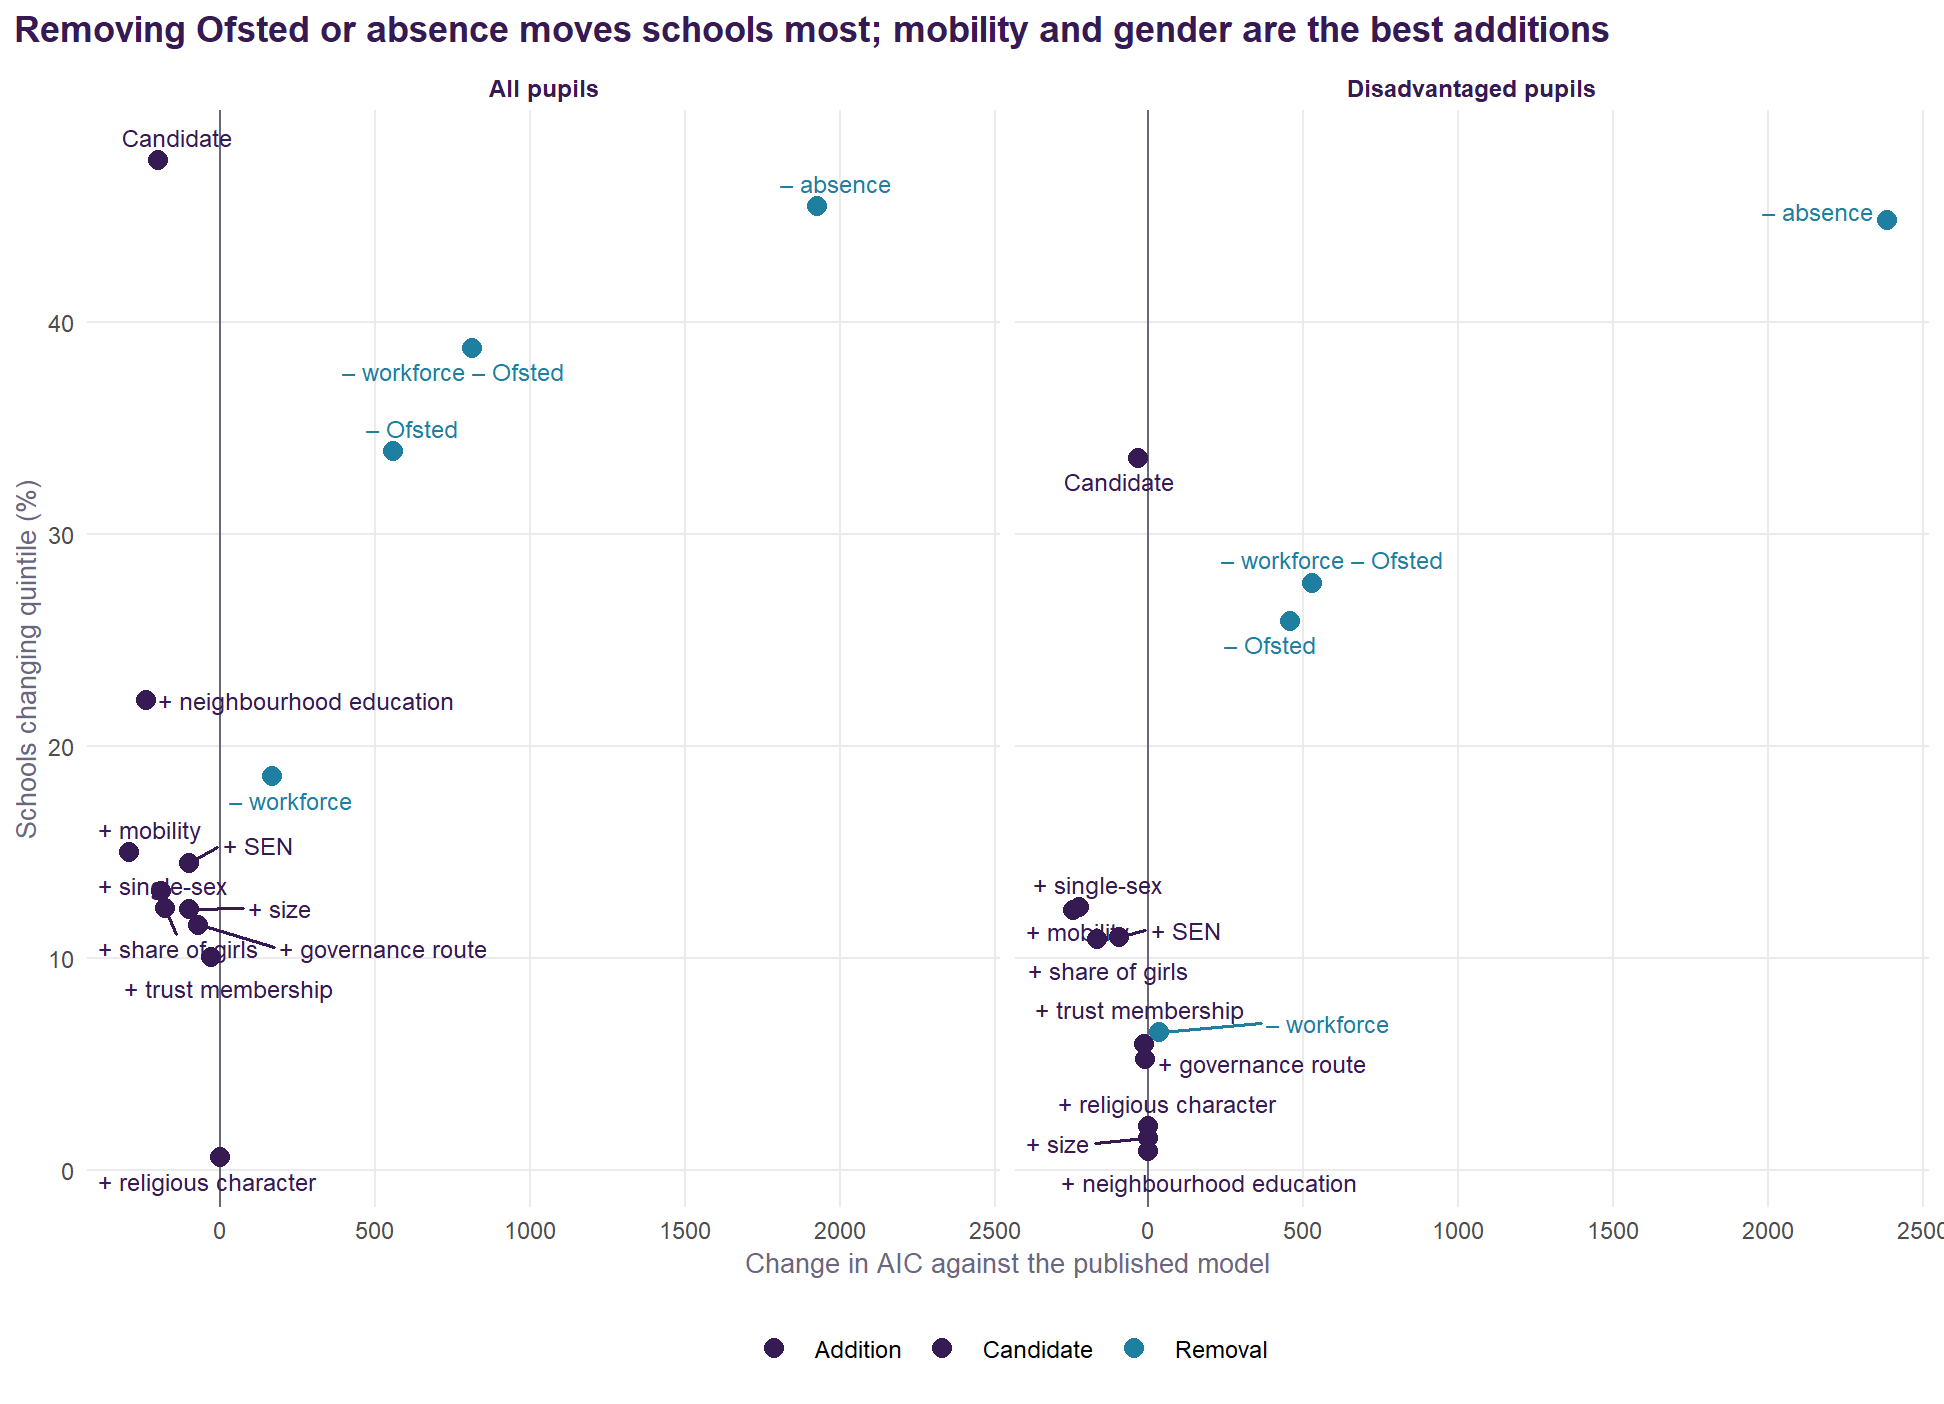 Removing Ofsted or absence moves schools most; mobility and gender are the best additions
All pupils
Disadvantaged pupils
Schools changing quintile (%)
40
30
20
10
0
Candidate
– absence
– workforce – Ofsted
– Ofsted
+ neighbourhood education
– workforce
+ mobility
+ SEN
+ single-sex
+ size
+ share of girls
+ governance route
+ trust membership
+ religious character
– absence
Candidate
– workforce – Ofsted
– Ofsted
+ single-sex
+ mobility
+ SEN
+ share of girls
+ trust membership
– workforce
+ governance route
+ religious character
+ size
+ neighbourhood education
0 500 1000 1500 2000 2500
0 500 1000 1500 2000 2500
Change in AIC against the published model
Addition Candidate Removal